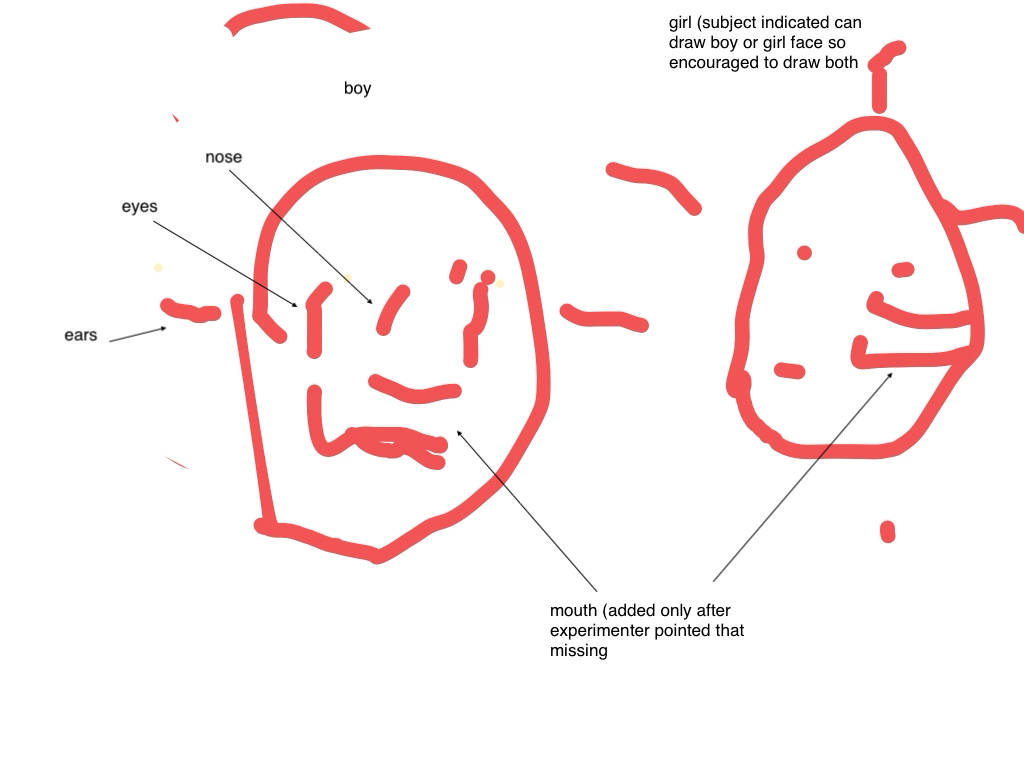 girl (subject indicated can
draw boy or girl face so
encouraged to draw both
boy
nose
eyes
ears
mouth (added only after
experimenter pointed that
missing